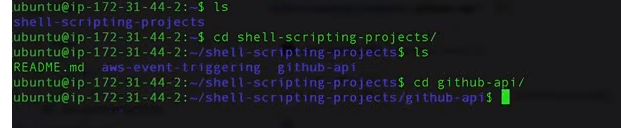 ubuntu@ip-172-31-44-2:~$ ls
shell-scripting-projects
ubuntu@ip-172-31-44-2:~$ cd shell-scripting-projects/
ubuntu@ip-172-31-44-2:~/shell-scripting-projects$ ls
README.md  aws-event-triggering  github-api
ubuntu@ip-172-31-44-2:~/shell-scripting-projects$ cd github-api/
ubuntu@ip-172-31-44-2:~/shell-scripting-projects/github-api$